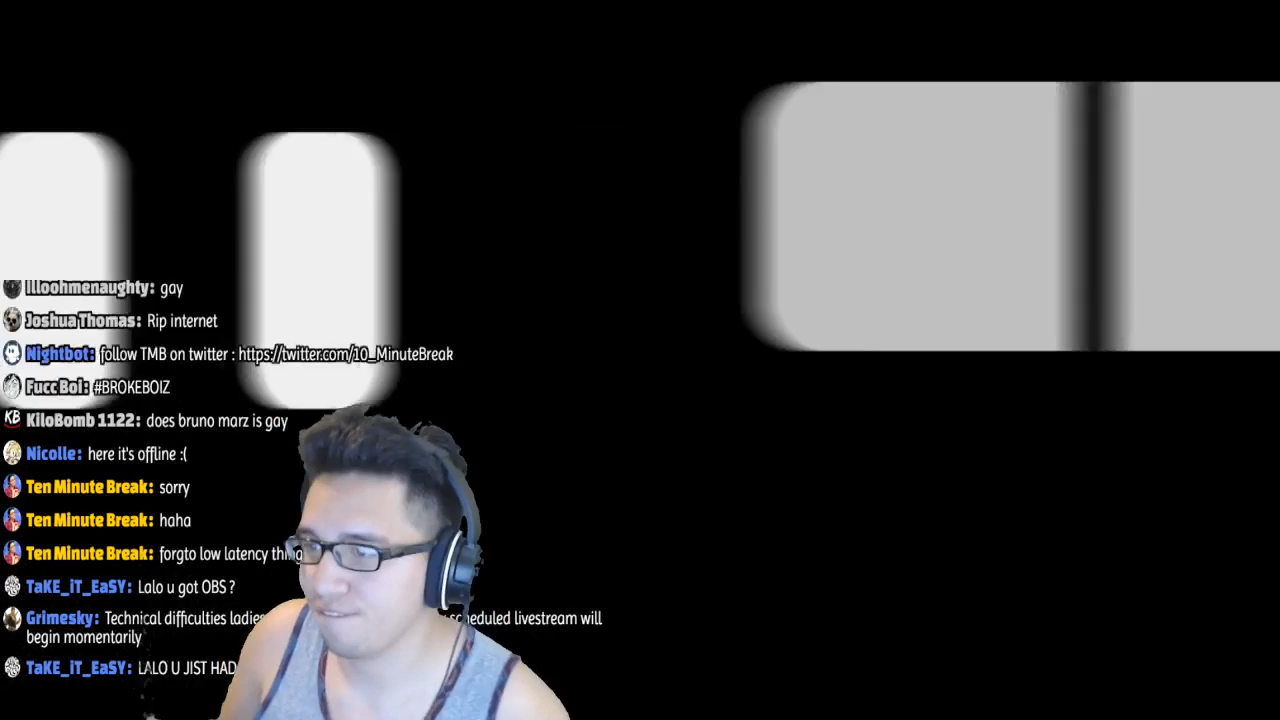 Illoohmenaughty: gay
Joshua Thomas: Rip internet
Nightbot: follow TMB on twitter : https://twitter.com/10_MinuteBreak
Fucc Boi: #BROKEBOIZ
KB KiloBomb 1122: does bruno marz is gay
Nicolle: here it's offline :(
Ten Minute Break: sorry
Ten Minute Break: haha
Ten Minute Break: forgto low latency thing
TaKE_iT_EaSY: Lalo u got OBS ?
Grimesky: Technical difficulties ladies scheduled livestream will
begin momentarily
TaKE_iT_EaSY: LALO U JIST HAD